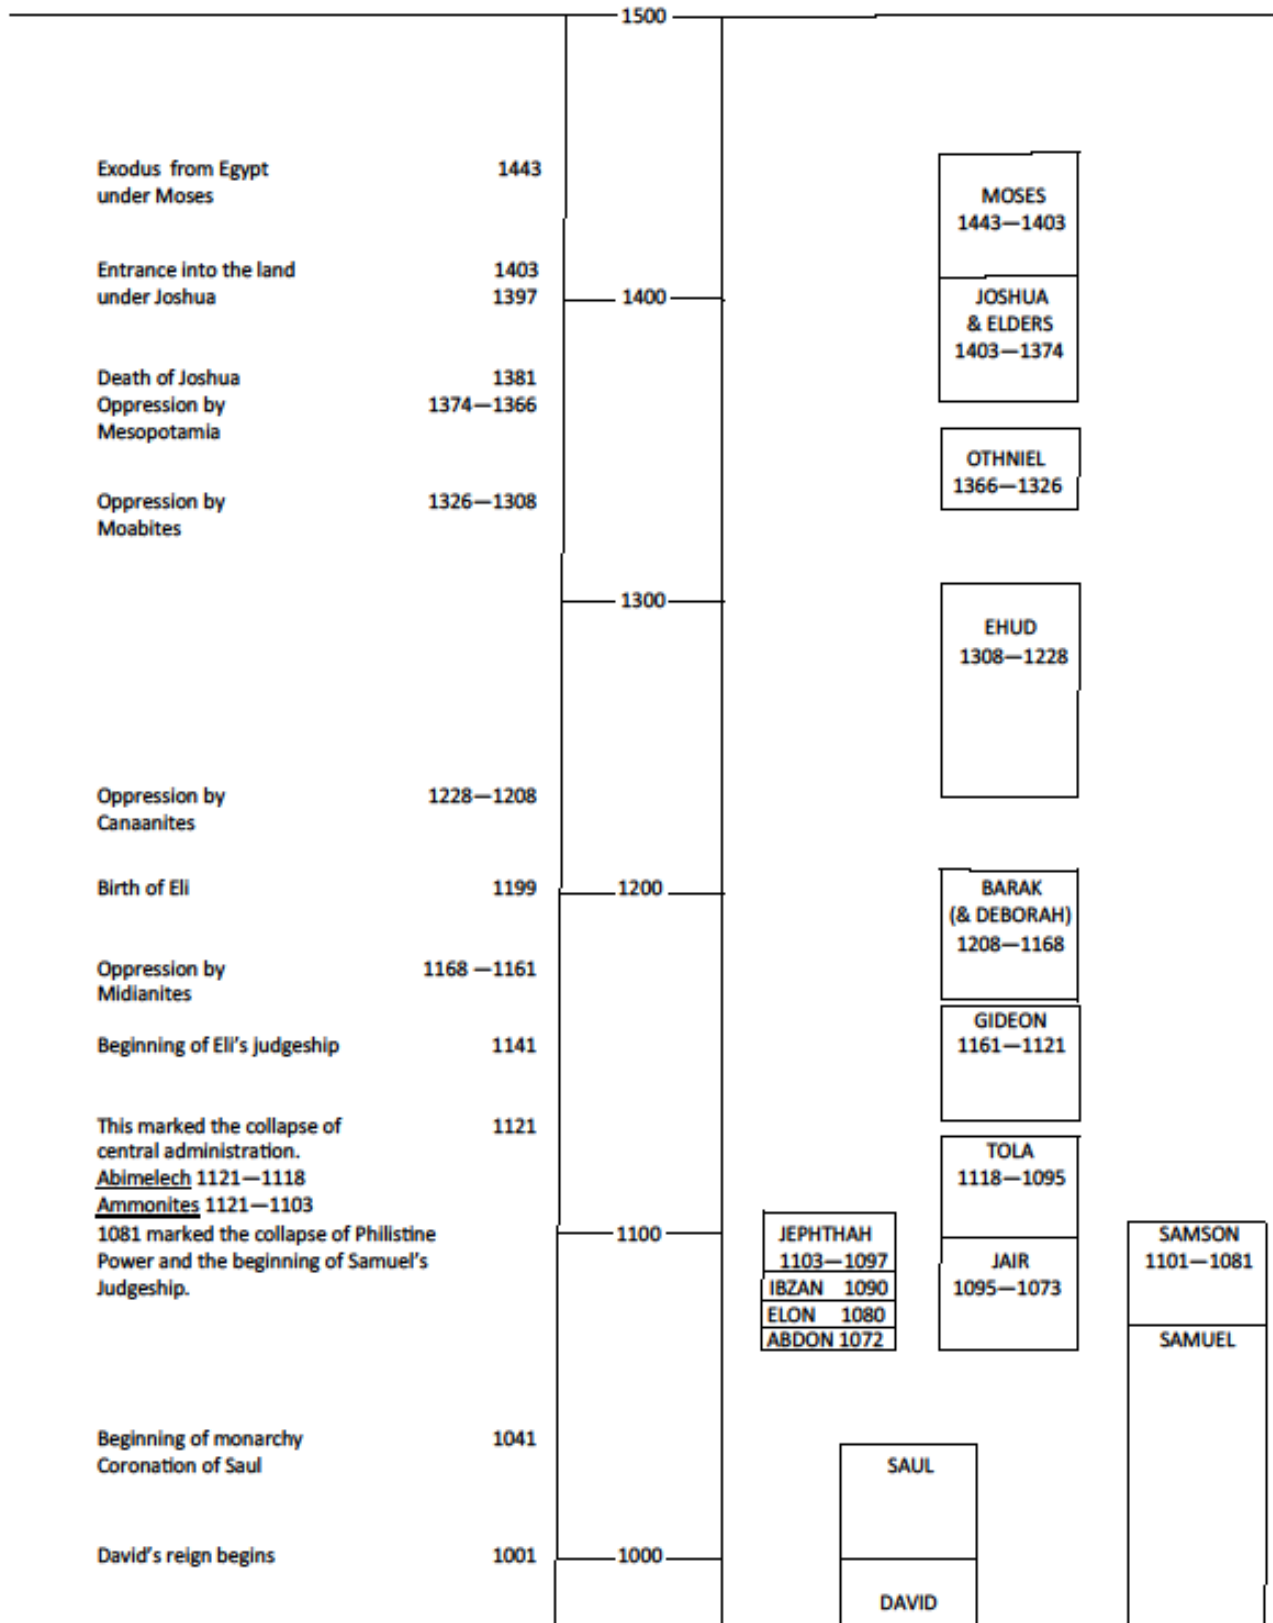 1500
Exodus from Egypt 1443
under Moses
MOSES
1443—1403
Entrance into the land 1403
under Joshua 1397
1400
JOSHUA
& ELDERS
1403—1374
Death of Joshua 1381
Oppression by 1374—1366
Mesopotamia
OTHNIEL
1366—1326
Oppression by 1326—1308
Moabites
1300
EHUD
1308—1228
Oppression by 1228—1208
Canaanites
Birth of Eli 1199
1200
BARAK
(& DEBORAH)
1208—1168
Oppression by 1168 —1161
Midianites
GIDEON
1161—1121
Beginning of Eli's judgeship 1141
This marked the collapse of 1121
central administration.
Abimelech 1121—1118
Ammonites 1121—1103
1081 marked the collapse of Philistine
Power and the beginning of Samuel's
Judgeship.
TOLA
1118—1095
1100
JEPHTHAH
1103—1097
IBZAN 1090
ELON 1080
ABDON 1072
JAIR
1095—1073
SAMSON
1101—1081
SAMUEL
Beginning of monarchy 1041
Coronation of Saul
SAUL
David's reign begins 1001
1000
DAVID